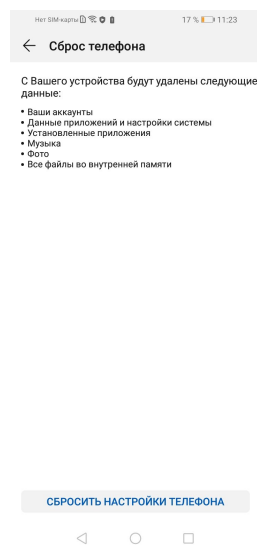 Нет SIM-карты 17 % 11:23
Сброс телефона
С Вашего устройства будут удалены следующие
данные:
• Ваши аккаунты
• Данные приложений и настройки системы
• Установленные приложения
• Музыка
• Фото
• Все файлы во внутренней памяти
СБРОСИТЬ НАСТРОЙКИ ТЕЛЕФОНА